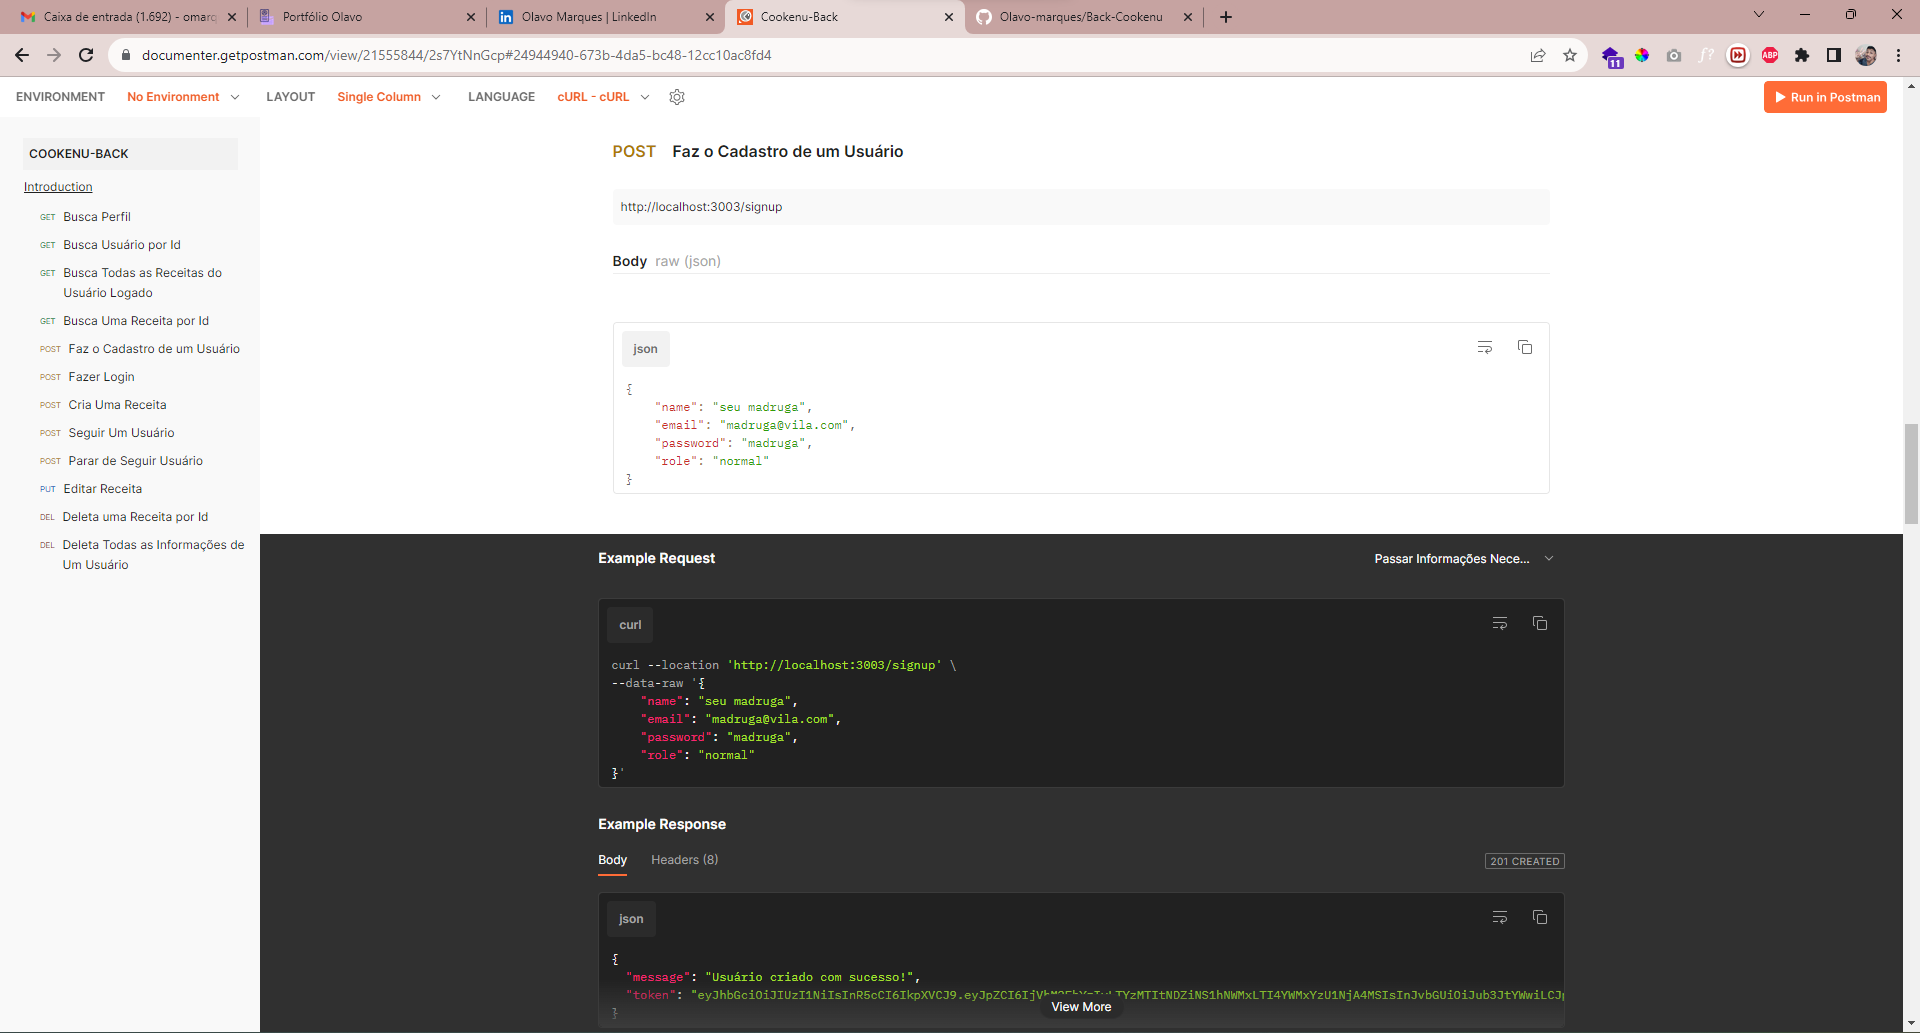 Caixa de entrada (1.692) - omarq
Portfólio Olavo
Olavo Marques | LinkedIn
Cookenu-Back
Olavo-marques/Back-Cookenu
documenter.getpostman.com/view/21555844/2s7YtNnGcp#24944940-673b-4da5-bc48-12cc10ac8fd4
11
f?
ABP
ENVIRONMENT No Environment LAYOUT Single Column LANGUAGE cURL - cURL
Run in Postman
COOKENU-BACK
Introduction
GET Busca Perfil
GET Busca Usuário por Id
GET Busca Todas as Receitas do
Usuário Logado
GET Busca Uma Receita por Id
POST Faz o Cadastro de um Usuário
POST Fazer Login
POST Cria Uma Receita
POST Seguir Um Usuário
POST Parar de Seguir Usuário
PUT Editar Receita
DEL Deleta uma Receita por Id
DEL Deleta Todas as Informações de
Um Usuário
POST Faz o Cadastro de um Usuário
http://localhost:3003/signup
Body raw (json)
json
{
"name": "seu madruga",
"email": "madruga@vila.com",
"password": "madruga",
"role": "normal"
}
Example Request
Passar Informações Nece...
curl
curl --location 'http://localhost:3003/signup' \
--data-raw '{
"name": "seu madruga",
"email": "madruga@vila.com",
"password": "madruga",
"role": "normal"
}'
Example Response
Body Headers (8)
201 CREATED
json
{
"message": "Usuário criado com sucesso!",
"token":
View More
}